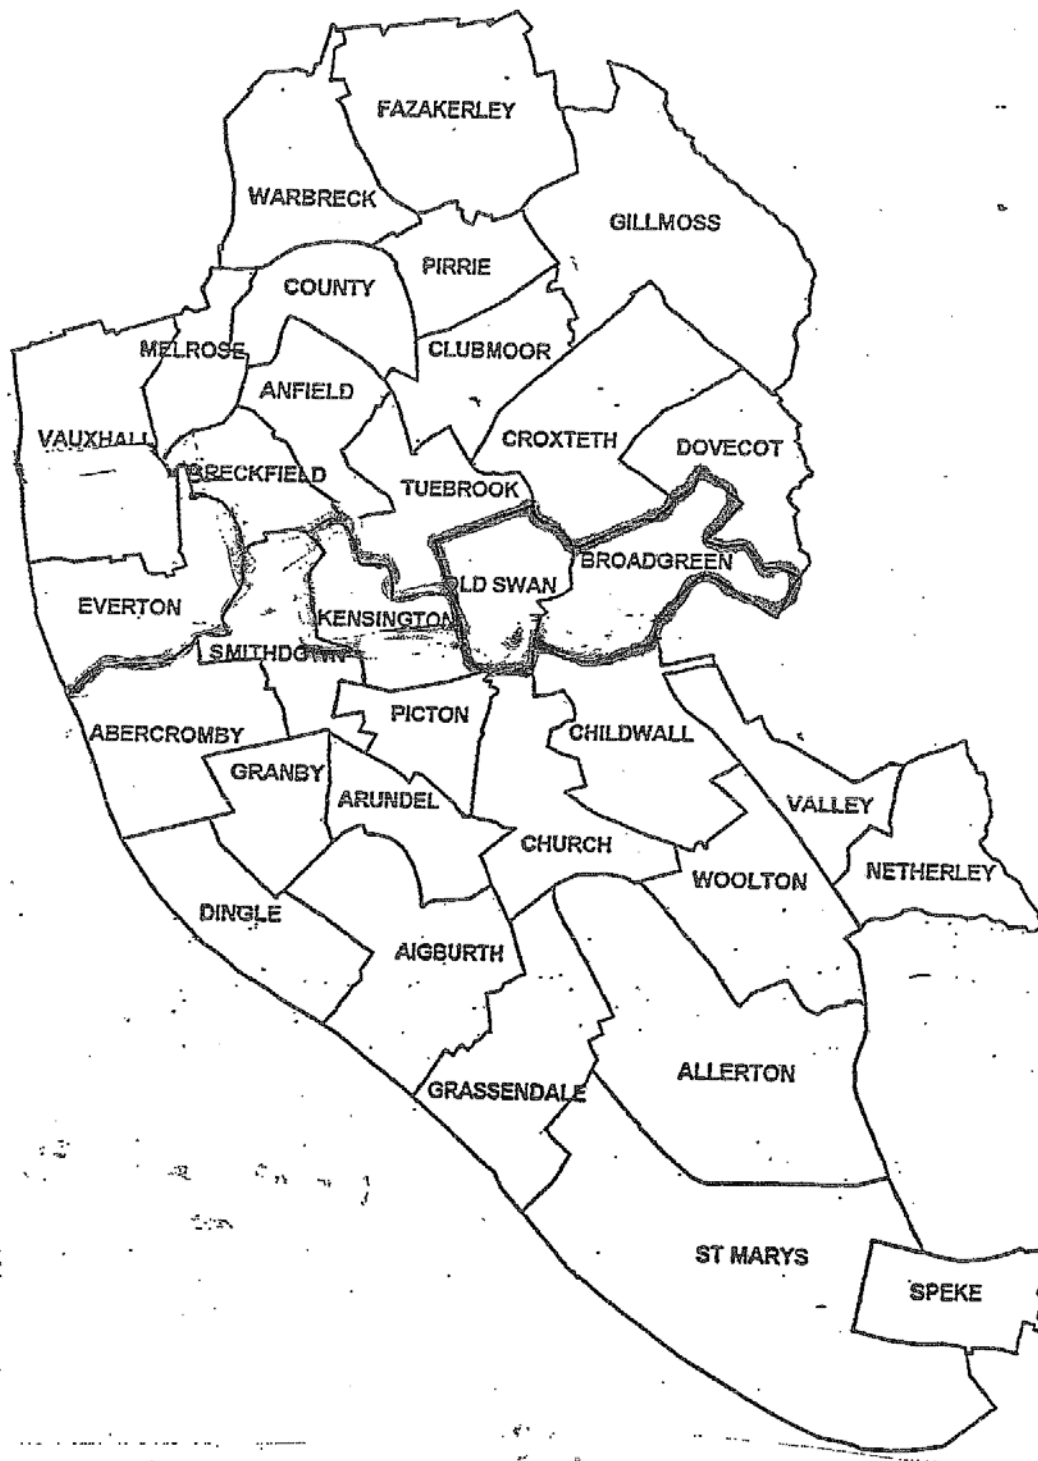 FAZAKERLEY
WARBRECK
GILLMOSS
PIRRIE
COUNTY
MELROSE
CLUBMOOR
ANFIELD
VAUXHALL
CROXTETH
DOVECOT
BRECKFIELD
TUEBROOK
BROADGREEN
OLD SWAN
EVERTON
KENSINGTON
SMITHDOWN
PICTON
ABERCROMBY
CHILDWALL
GRANBY
ARUNDEL
VALLEY
CHURCH
NETHERLEY
WOOLTON
DINGLE
AIGBURTH
ALLERTON
GRASSENDALE
ST MARYS
SPEKE